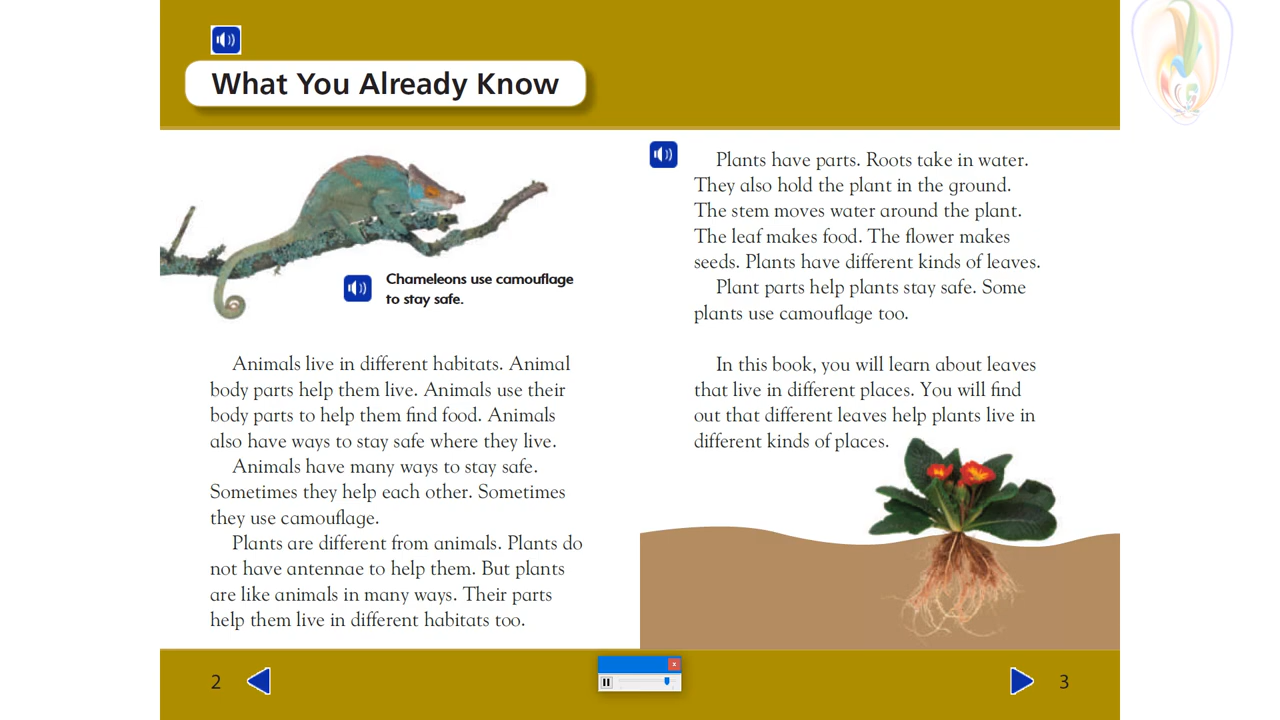 What You Already Know
Chameleons use camouflage
to stay safe.
Animals live in different habitats. Animal
body parts help them live. Animals use their
body parts to help them find food. Animals
also have ways to stay safe where they live.
Animals have many ways to stay safe.
Sometimes they help each other. Sometimes
they use camouflage.
Plants are different from animals. Plants do
not have antennae to help them. But plants
are like animals in many ways. Their parts
help them live in different habitats too.
2
Plants have parts. Roots take in water.
They also hold the plant in the ground.
The stem moves water around the plant.
The leaf makes food. The flower makes
seeds. Plants have different kinds of leaves.
Plant parts help plants stay safe. Some
plants use camouflage too.
In this book, you will learn about leaves
that live in different places. You will find
out that different leaves help plants live in
different kinds of places.
3